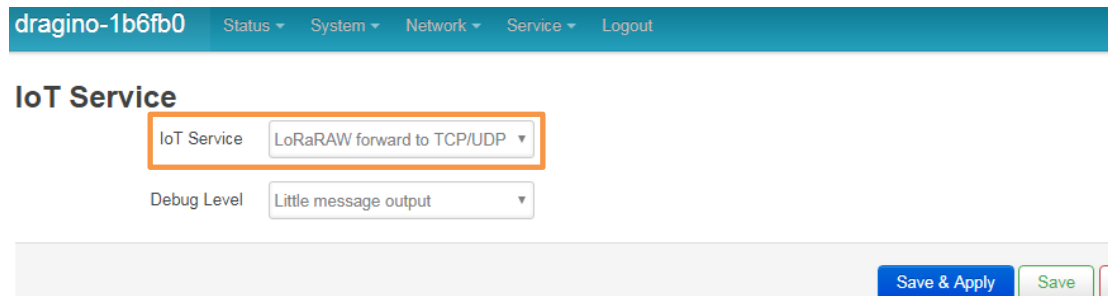 dragino-1b6fb0 Status System Network Service Logout
IoT Service
IoT Service LoRaRAW forward to TCP/UDP
Debug Level Little message output
Save & Apply Save